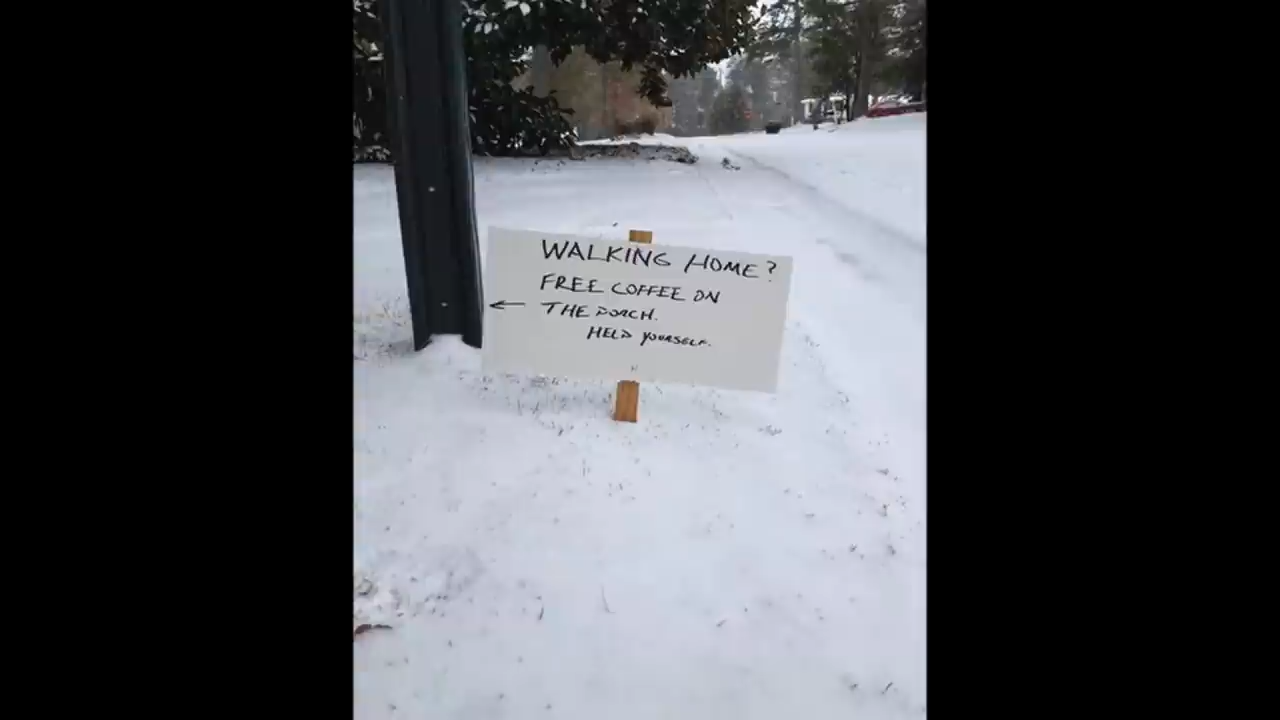 WALKING HOME?
FREE COFFEE ON
← THE PORCH.
HELP YOURSELF.